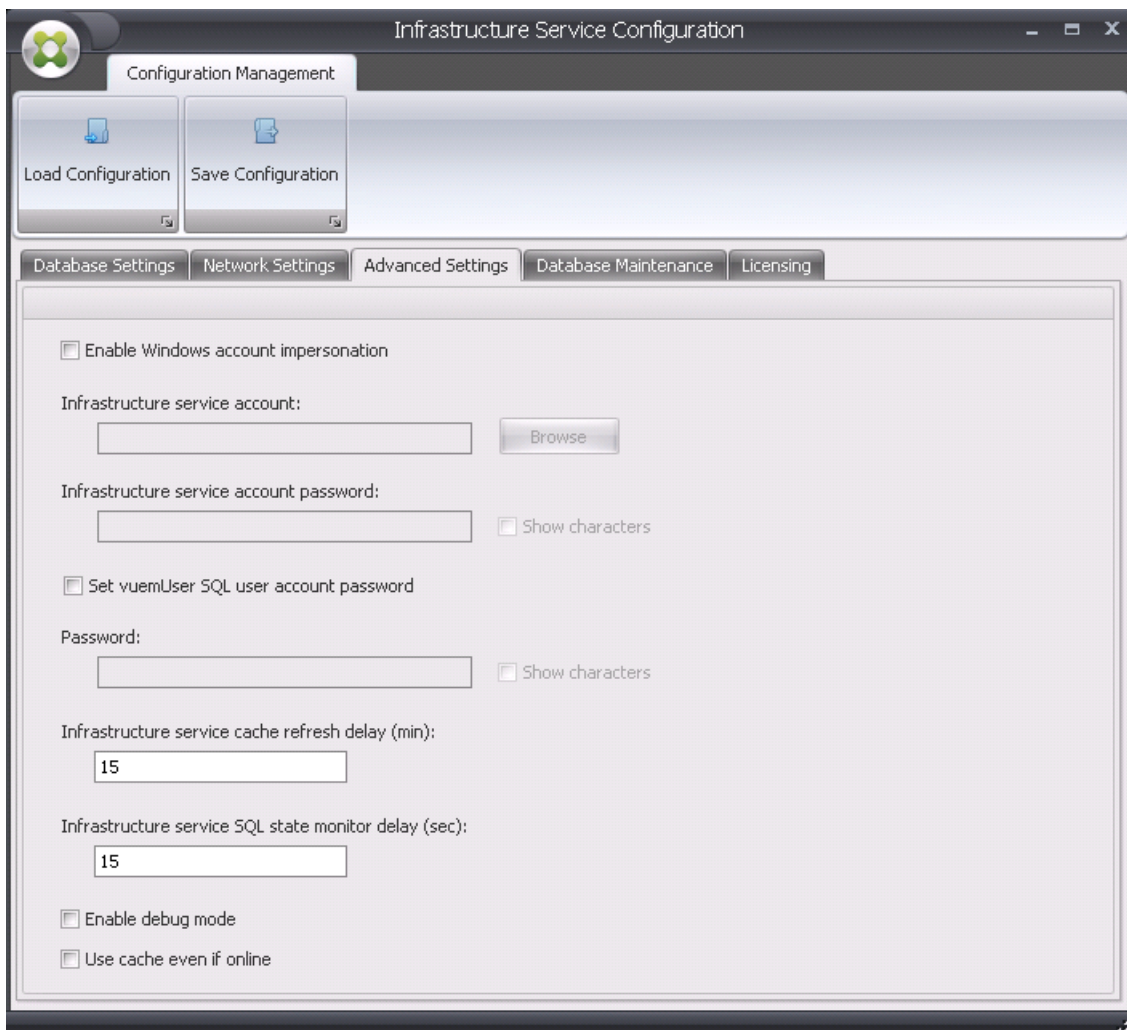 Infrastructure Service Configuration
Configuration Management
Load Configuration
Save Configuration
Database Settings
Network Settings
Advanced Settings
Database Maintenance
Licensing
Enable Windows account impersonation
Infrastructure service account:
Browse
Infrastructure service account password:
Show characters
Set vuemUser SQL user account password
Password:
Show characters
Infrastructure service cache refresh delay (min):
15
Infrastructure service SQL state monitor delay (sec):
15
Enable debug mode
Use cache even if online